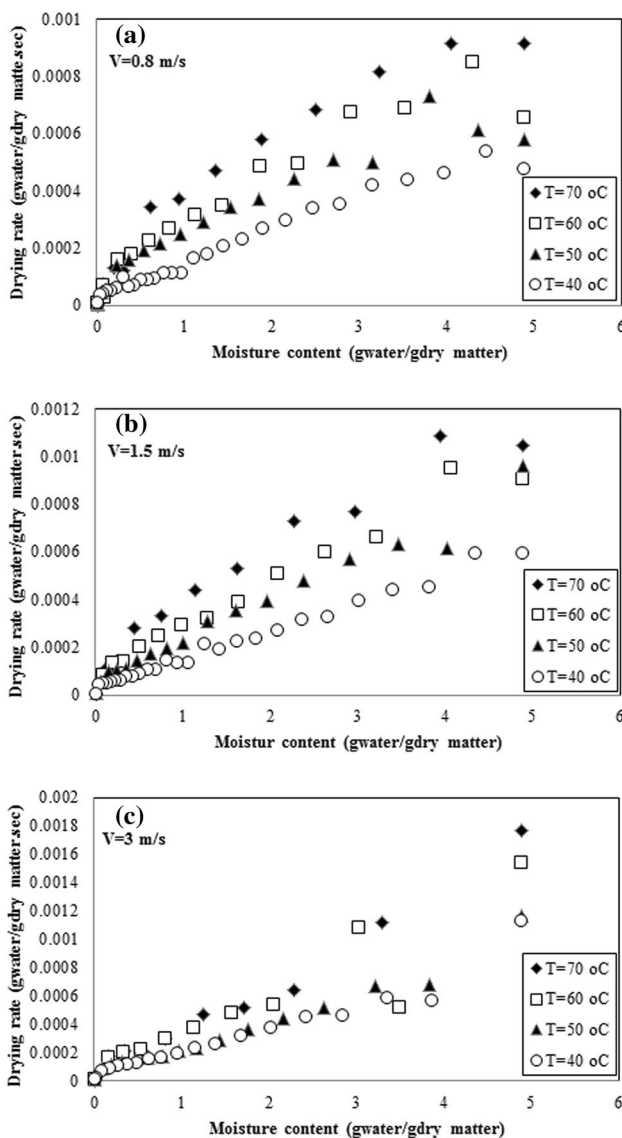 (a)
V=0.8 m/s
Drying rate (gwater/gdry matte.sec)
0.001
0.0008
0.0006
0.0004
0.0002
0
0 1 2 3 4 5 6
Moisture content (gwater/gdry matter)
T=70 oC
T=60 oC
T=50 oC
T=40 oC
(b)
V=1.5 m/s
Drying rate (gwater/gdry matter.sec)
0.0012
0.001
0.0008
0.0006
0.0004
0.0002
0
0 1 2 3 4 5 6
Moistur content (gwater/gdry matter)
T=70 oC
T=60 oC
T=50 oC
T=40 oC
(c)
V=3 m/s
Drying rate (gwater/gdry matter.sec)
0.002
0.0018
0.0016
0.0014
0.0012
0.001
0.0008
0.0006
0.0004
0.0002
0
0 1 2 3 4 5 6
Moisture content (gwater/gdry matter)
T=70 oC
T=60 oC
T=50 oC
T=40 oC